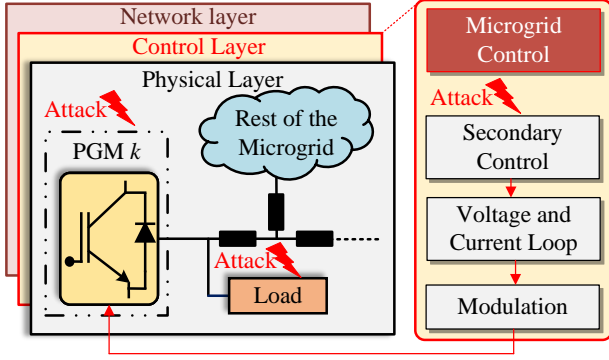 Network layer
Control Layer
Physical Layer
Attack
PGM k
Rest of the
Microgrid
Attack
Load
Microgrid
Control
Attack
Secondary
Control
Voltage and
Current Loop
Modulation